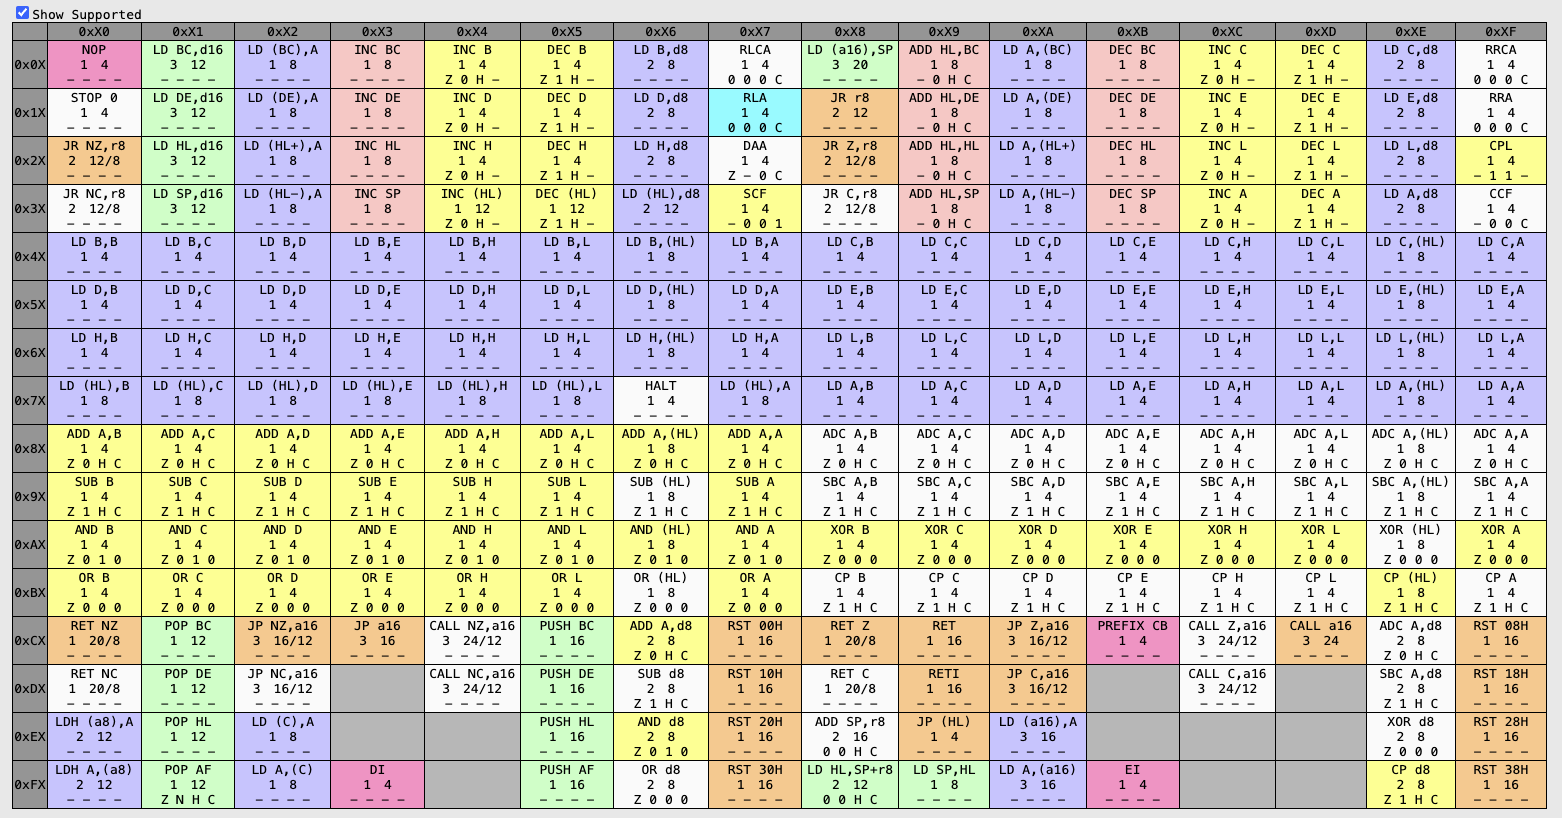 Show Supported
0xX0 0xX1 0xX2 0xX3 0xX4 0xX5 0xX6 0xX7 0xX8 0xX9 0xXA 0xXB 0xXC 0xXD 0xXE 0xXF
NOP LD BC,d16 LD (BC),A INC BC INC B DEC B LD B,d8 RLCA LD (a16),SP ADD HL,BC LD A,(BC) DEC BC INC C DEC C LD C,d8 RRCA
0x0X 1 4 3 12 1 8 1 8 1 4 1 4 2 8 1 4 3 20 1 8 1 8 1 8 1 4 1 4 2 8 1 4
- - - - - - - - - - - - - - - - Z 0 H - Z 1 H - - - - - 0 0 0 C - - - - - 0 H C - - - - - - - - Z 0 H - Z 1 H - - - - - 0 0 0 C
STOP 0 LD DE,d16 LD (DE),A INC DE INC D DEC D LD D,d8 RLA JR r8 ADD HL,DE LD A,(DE) DEC DE INC E DEC E LD E,d8 RRA
0x1X 1 4 3 12 1 8 1 8 1 4 1 4 2 8 1 4 2 12 1 8 1 8 1 8 1 4 1 4 2 8 1 4
- - - - - - - - - - - - - - - - Z 0 H - Z 1 H - - - - - 0 0 0 C - - - - - 0 H C - - - - - - - - Z 0 H - Z 1 H - - - - - 0 0 0 C
JR NZ,r8 LD HL,d16 LD (HL+),A INC HL INC H DEC H LD H,d8 DAA JR Z,r8 ADD HL,HL LD A,(HL+) DEC HL INC L DEC L LD L,d8 CPL
0x2X 2 12/8 3 12 1 8 1 8 1 4 1 4 2 8 1 4 2 12/8 1 8 1 8 1 8 1 4 1 4 2 8 1 4
- - - - - - - - - - - - - - - - Z 0 H - Z 1 H - - - - - Z - 0 C - - - - - 0 H C - - - - - - - - Z 0 H - Z 1 H - - - - - - 1 1 -
JR NC,r8 LD SP,d16 LD (HL-),A INC SP INC (HL) DEC (HL) LD (HL),d8 SCF JR C,r8 ADD HL,SP LD A,(HL-) DEC SP INC A DEC A LD A,d8 CCF
0x3X 2 12/8 3 12 1 8 1 8 1 12 1 12 2 12 1 4 2 12/8 1 8 1 8 1 8 1 4 1 4 2 8 1 4
- - - - - - - - - - - - - - - - Z 0 H - Z 1 H - - - - - - 0 0 1 - - - - - 0 H C - - - - - - - - Z 0 H - Z 1 H - - - - - - 0 0 C
LD B,B LD B,C LD B,D LD B,E LD B,H LD B,L LD B,(HL) LD B,A LD C,B LD C,C LD C,D LD C,E LD C,H LD C,L LD C,(HL) LD C,A
0x4X 1 4 1 4 1 4 1 4 1 4 1 4 1 8 1 4 1 4 1 4 1 4 1 4 1 4 1 4 1 8 1 4
- - - - - - - - - - - - - - - - - - - - - - - - - - - - - - - - - - - - - - - - - - - - - - - - - - - - - - - - - - - - - - - -
LD D,B LD D,C LD D,D LD D,E LD D,H LD D,L LD D,(HL) LD D,A LD E,B LD E,C LD E,D LD E,E LD E,H LD E,L LD E,(HL) LD E,A
0x5X 1 4 1 4 1 4 1 4 1 4 1 4 1 8 1 4 1 4 1 4 1 4 1 4 1 4 1 4 1 8 1 4
- - - - - - - - - - - - - - - - - - - - - - - - - - - - - - - - - - - - - - - - - - - - - - - - - - - - - - - - - - - - - - - -
LD H,B LD H,C LD H,D LD H,E LD H,H LD H,L LD H,(HL) LD H,A LD L,B LD L,C LD L,D LD L,E LD L,H LD L,L LD L,(HL) LD L,A
0x6X 1 4 1 4 1 4 1 4 1 4 1 4 1 8 1 4 1 4 1 4 1 4 1 4 1 4 1 4 1 8 1 4
- - - - - - - - - - - - - - - - - - - - - - - - - - - - - - - - - - - - - - - - - - - - - - - - - - - - - - - - - - - - - - - -
LD (HL),B LD (HL),C LD (HL),D LD (HL),E LD (HL),H LD (HL),L HALT LD (HL),A LD A,B LD A,C LD A,D LD A,E LD A,H LD A,L LD A,(HL) LD A,A
0x7X 1 8 1 8 1 8 1 8 1 8 1 8 1 4 1 8 1 4 1 4 1 4 1 4 1 4 1 4 1 8 1 4
- - - - - - - - - - - - - - - - - - - - - - - - - - - - - - - - - - - - - - - - - - - - - - - - - - - - - - - - - - - - - - - -
ADD A,B ADD A,C ADD A,D ADD A,E ADD A,H ADD A,L ADD A,(HL) ADD A,A ADC A,B ADC A,C ADC A,D ADC A,E ADC A,H ADC A,L ADC A,(HL) ADC A,A
0x8X 1 4 1 4 1 4 1 4 1 4 1 4 1 8 1 4 1 4 1 4 1 4 1 4 1 4 1 4 1 8 1 4
Z 0 H C Z 0 H C Z 0 H C Z 0 H C Z 0 H C Z 0 H C Z 0 H C Z 0 H C Z 0 H C Z 0 H C Z 0 H C Z 0 H C Z 0 H C Z 0 H C Z 0 H C Z 0 H C
SUB B SUB C SUB D SUB E SUB H SUB L SUB (HL) SUB A SBC A,B SBC A,C SBC A,D SBC A,E SBC A,H SBC A,L SBC A,(HL) SBC A,A
0x9X 1 4 1 4 1 4 1 4 1 4 1 4 1 8 1 4 1 4 1 4 1 4 1 4 1 4 1 4 1 8 1 4
Z 1 H C Z 1 H C Z 1 H C Z 1 H C Z 1 H C Z 1 H C Z 1 H C Z 1 H C Z 1 H C Z 1 H C Z 1 H C Z 1 H C Z 1 H C Z 1 H C Z 1 H C Z 1 H C
AND B AND C AND D AND E AND H AND L AND (HL) AND A XOR B XOR C XOR D XOR E XOR H XOR L XOR (HL) XOR A
0xAX 1 4 1 4 1 4 1 4 1 4 1 4 1 8 1 4 1 4 1 4 1 4 1 4 1 4 1 4 1 8 1 4
Z 0 1 0 Z 0 1 0 Z 0 1 0 Z 0 1 0 Z 0 1 0 Z 0 1 0 Z 0 1 0 Z 0 1 0 Z 0 0 0 Z 0 0 0 Z 0 0 0 Z 0 0 0 Z 0 0 0 Z 0 0 0 Z 0 0 0 Z 0 0 0
OR B OR C OR D OR E OR H OR L OR (HL) OR A CP B CP C CP D CP E CP H CP L CP (HL) CP A
0xBX 1 4 1 4 1 4 1 4 1 4 1 4 1 8 1 4 1 4 1 4 1 4 1 4 1 4 1 4 1 8 1 4
Z 0 0 0 Z 0 0 0 Z 0 0 0 Z 0 0 0 Z 0 0 0 Z 0 0 0 Z 0 0 0 Z 0 0 0 Z 1 H C Z 1 H C Z 1 H C Z 1 H C Z 1 H C Z 1 H C Z 1 H C Z 1 H C
RET NZ POP BC JP NZ,a16 JP a16 CALL NZ,a16 PUSH BC ADD A,d8 RST 00H RET Z RET JP Z,a16 PREFIX CB CALL Z,a16 CALL a16 ADC A,d8 RST 08H
0xCX 1 20/8 1 12 3 16/12 3 16 3 24/12 1 16 2 8 1 16 1 20/8 1 16 3 16/12 1 4 3 24/12 3 24 2 8 1 16
- - - - - - - - - - - - - - - - - - - - - - - - Z 0 H C - - - - - - - - - - - - - - - - - - - - - - - - - - - - Z 0 H C - - - -
RET NC POP DE JP NC,a16 CALL NC,a16 PUSH DE SUB d8 RST 10H RET C RETI JP C,a16 CALL C,a16 SBC A,d8 RST 18H
0xDX 1 20/8 1 12 3 16/12 3 24/12 1 16 2 8 1 16 1 20/8 1 16 3 16/12 3 24/12 2 8 1 16
- - - - - - - - - - - - - - - - - - - - Z 1 H C - - - - - - - - - - - - - - - - - - - - Z 1 H C - - - -
LDH (a8),A POP HL LD (C),A PUSH HL AND d8 RST 20H ADD SP,r8 JP (HL) LD (a16),A XOR d8 RST 28H
0xEX 2 12 1 12 1 8 1 16 2 8 1 16 2 16 1 4 3 16 2 8 1 16
- - - - - - - - - - - - - - - - Z 0 1 0 - - - - 0 0 H C - - - - - - - - Z 0 0 0 - - - -
LDH A,(a8) POP AF LD A,(C) DI PUSH AF OR d8 RST 30H LD HL,SP+r8 LD SP,HL LD A,(a16) EI CP d8 RST 38H
0xFX 2 12 1 12 1 8 1 4 1 16 2 8 1 16 2 12 1 8 3 16 1 4 2 8 1 16
- - - - Z N H C - - - - - - - - - - - - Z 0 0 0 - - - - 0 0 H C - - - - - - - - - - - - Z 1 H C - - - -